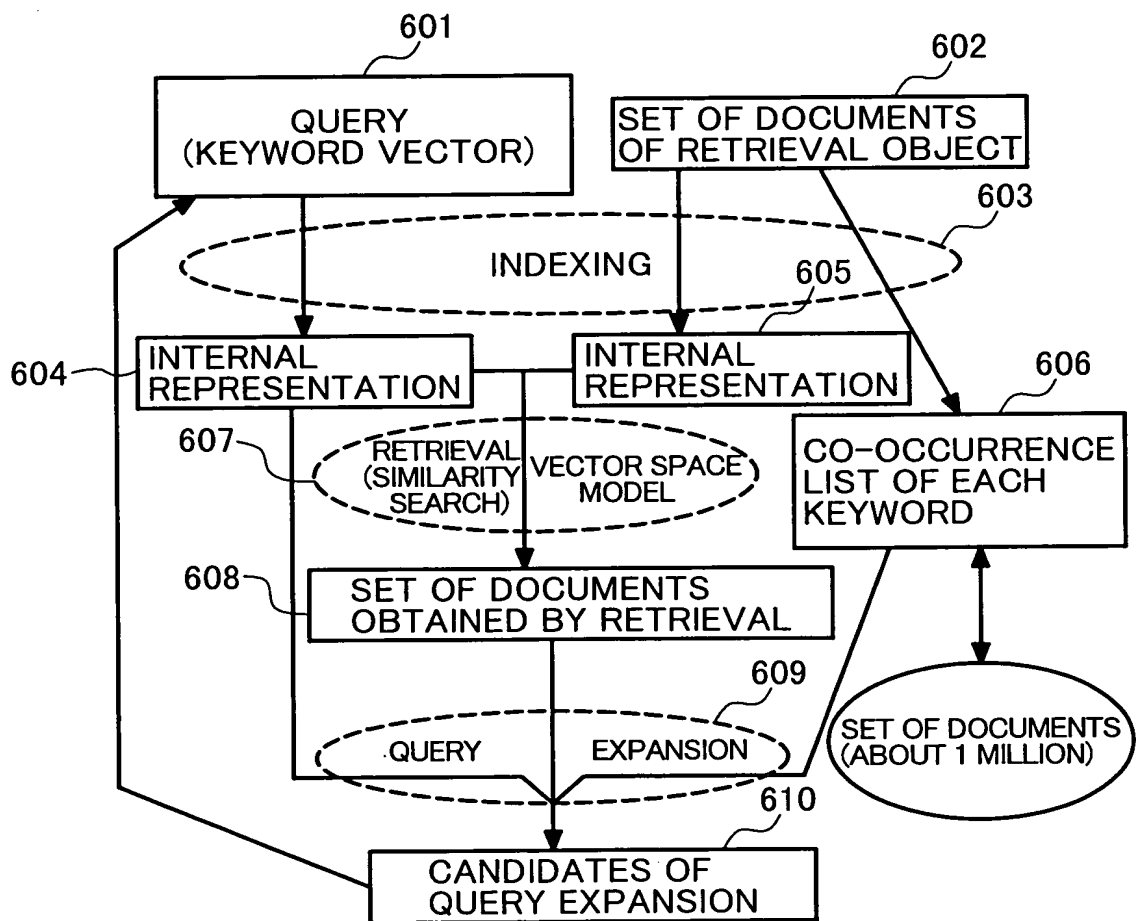 601
QUERY
(KEYWORD VECTOR)
602
SET OF DOCUMENTS
OF RETRIEVAL OBJECT
603
INDEXING
604
INTERNAL
REPRESENTATION
605
INTERNAL
REPRESENTATION
606
CO-OCCURRENCE
LIST OF EACH
KEYWORD
607
RETRIEVAL
(SIMILARITY
SEARCH)
VECTOR SPACE
MODEL
608
SET OF DOCUMENTS
OBTAINED BY RETRIEVAL
609
QUERY EXPANSION
SET OF DOCUMENTS
(ABOUT 1 MILLION)
610
CANDIDATES OF
QUERY EXPANSION